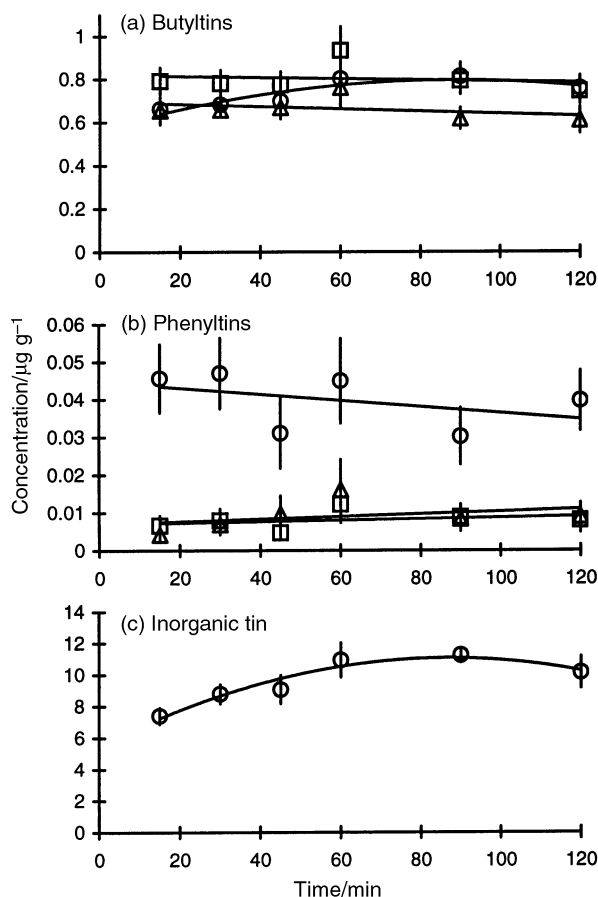 (a) Butyltins
1
0.8
0.6
0.4
0.2
0
0 20 40 60 80 100 120
(b) Phenyltins
0.06
0.05
0.04
0.03
0.02
0.01
0
0 20 40 60 80 100 120
Concentration/µg g⁻¹
(c) Inorganic tin
14
12
10
8
6
4
2
0
0 20 40 60 80 100 120
Time/min